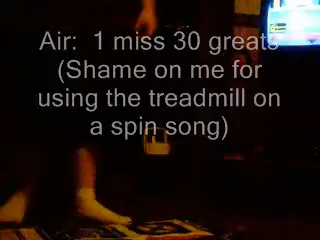 Air:  1 miss 30 greats
(Shame on me for
using the treadmill on
a spin song)